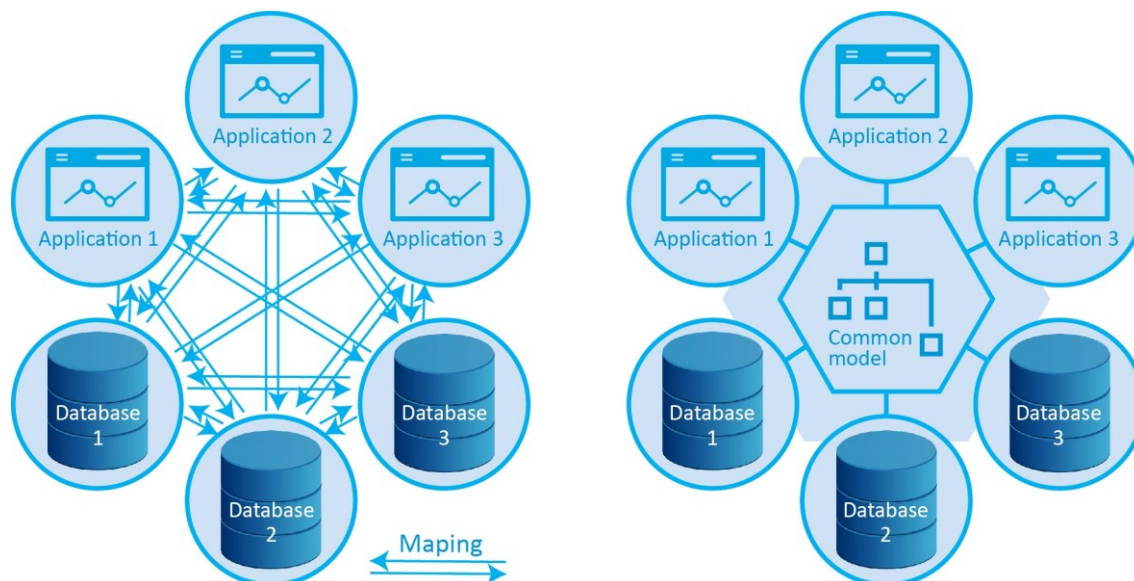 Application 2
Application 1
Application 3
Database
1
Database
3
Database
2
Maping
Application 2
Application 1
Application 3
Common
model
Database
1
Database
3
Database
2